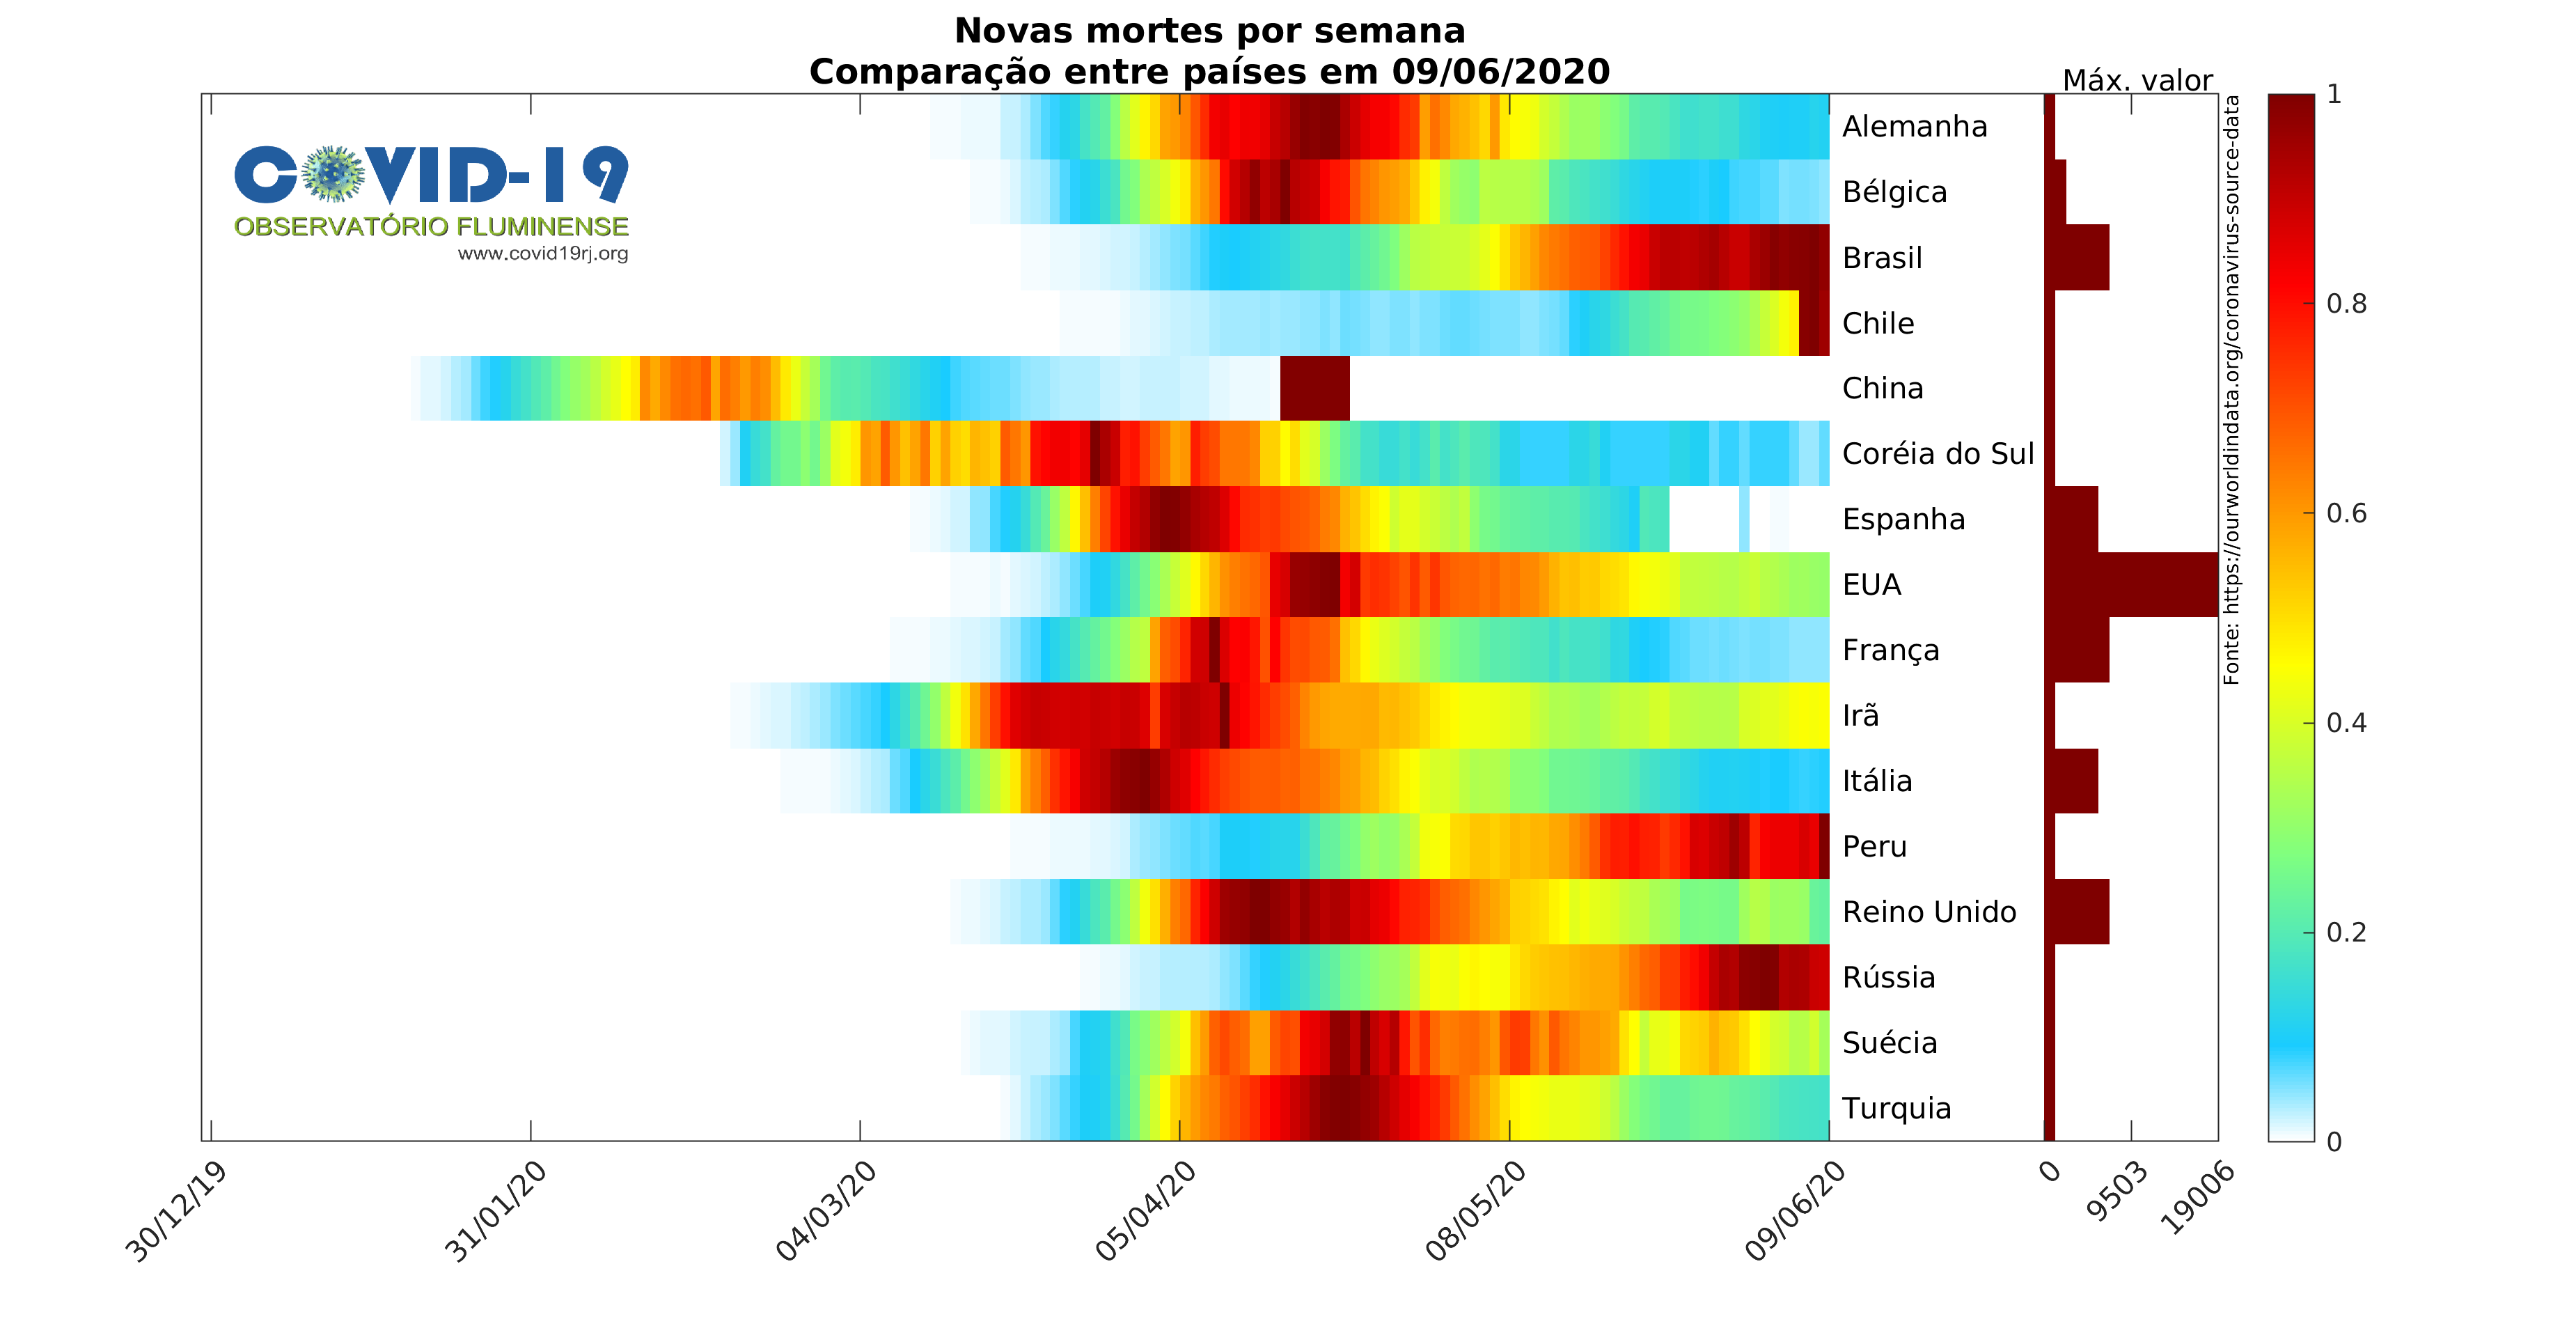 Novas mortes por semana
Comparação entre países em 09/06/2020
Máx. valor
COVID-19
OBSERVATÓRIO FLUMINENSE
www.covid19rj.org
Alemanha
Bélgica
Brasil
Chile
China
Coréia do Sul
Espanha
EUA
França
Irã
Itália
Peru
Reino Unido
Rússia
Suécia
Turquia
Fonte: https://ourworldindata.org/coronavirus-source-data
1
0.8
0.6
0.4
0.2
0
30/12/19
31/01/20
04/03/20
05/04/20
08/05/20
09/06/20
0
9503
19006